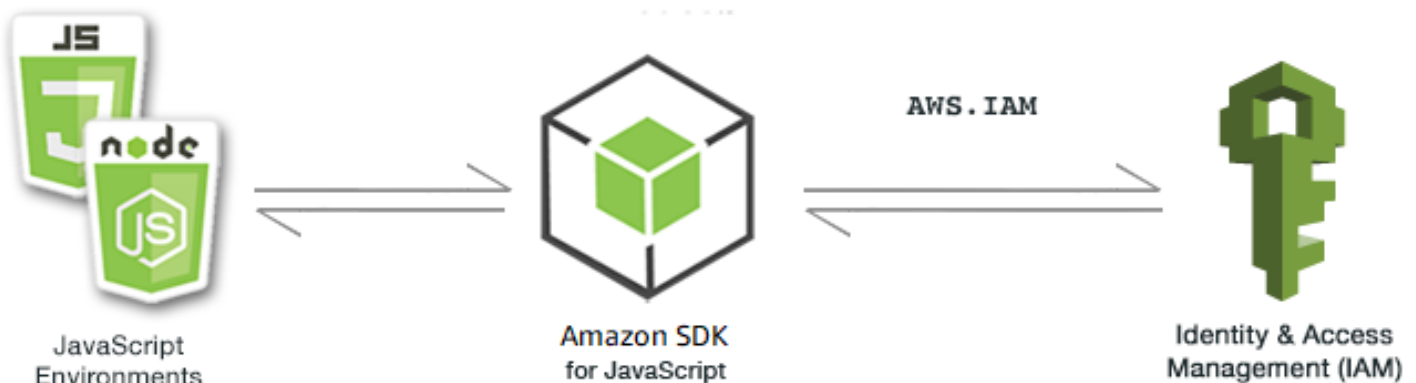 JS
node
JS
AWS.IAM
JavaScript
Environments
Amazon SDK
for JavaScript
Identity & Access
Management (IAM)